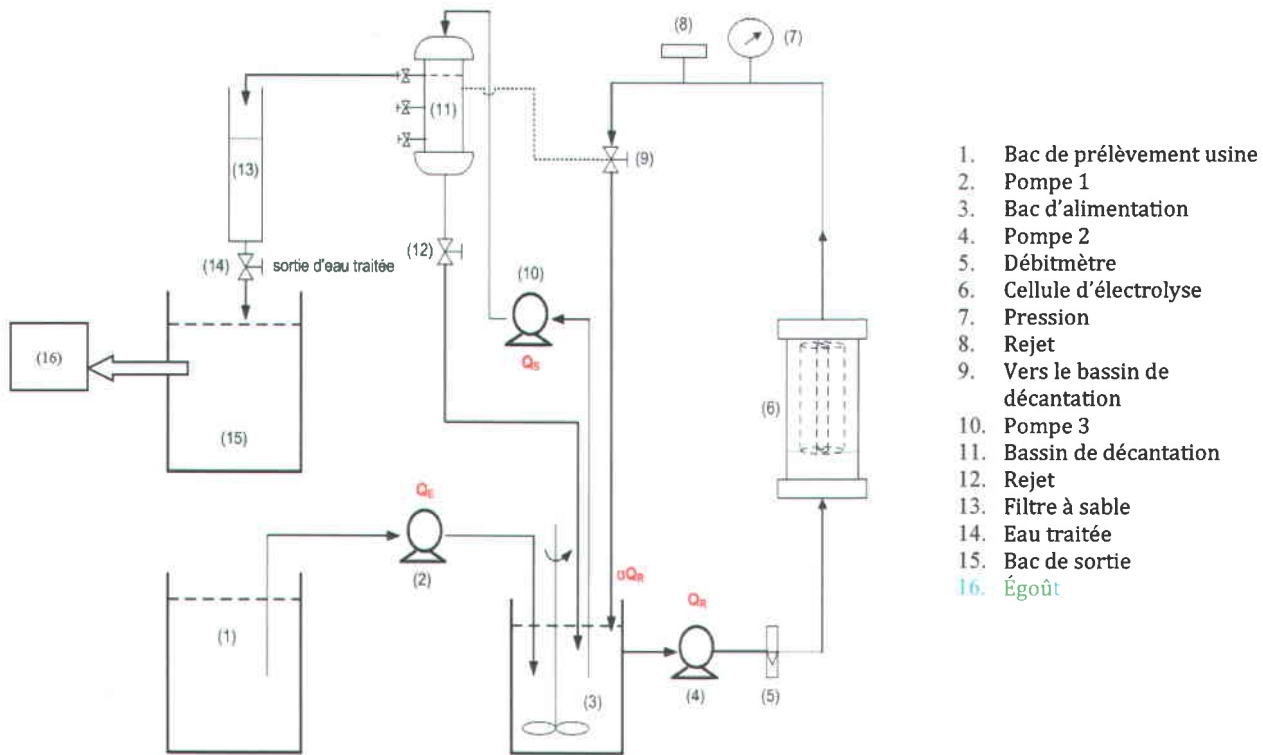 (8)
(7)
(11)
(9)
(13)
(12)
(14)
sortie d'eau traitée
(10)
(16)
Qs
(6)
(15)
QE
(2)
αQR
QR
(1)
(3)
(4)
(5)
1. Bac de prélèvement usine
2. Pompe 1
3. Bac d'alimentation
4. Pompe 2
5. Débitmètre
6. Cellule d'électrolyse
7. Pression
8. Rejet
9. Vers le bassin de
décantation
10. Pompe 3
11. Bassin de décantation
12. Rejet
13. Filtre à sable
14. Eau traitée
15. Bac de sortie
16. Égoût